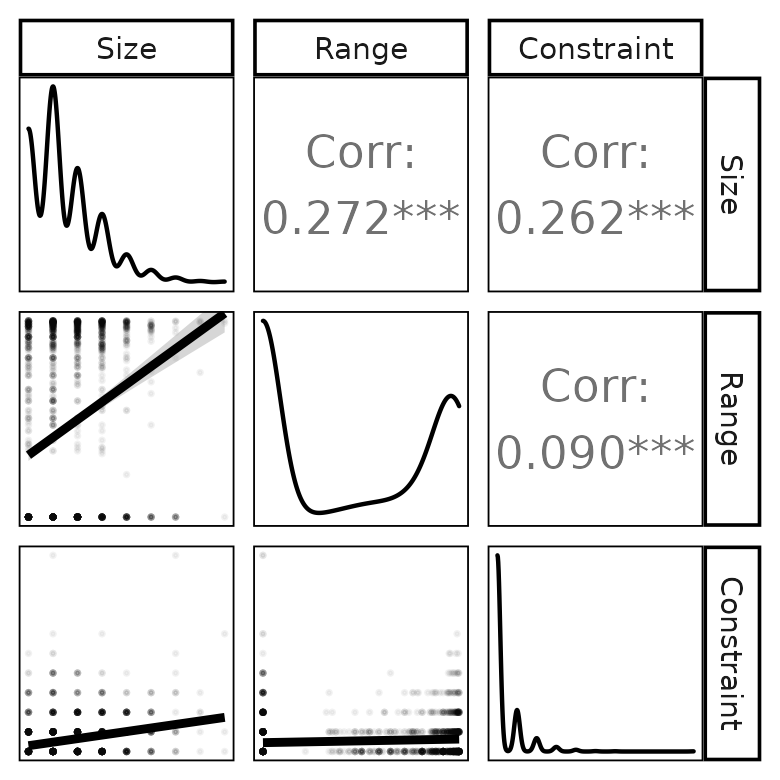 Size
Range
Constraint
Corr:
0.272***
Corr:
0.262***
Size
Corr:
0.090***
Range
Constraint